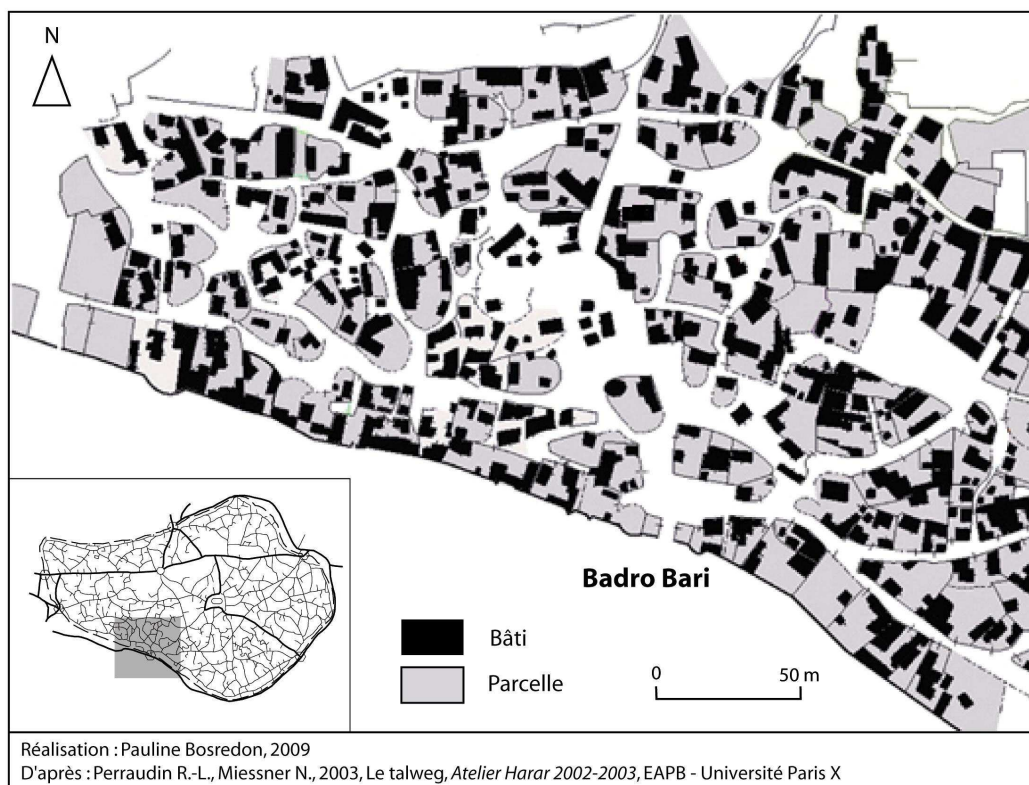 N
Badro Bari
Bâti
Parcelle
0 50 m
Réalisation : Pauline Bosredon, 2009
D'après : Perraudin R.-L., Miessner N., 2003, Le talweg, Atelier Harar 2002-2003, EAPB - Université Paris X